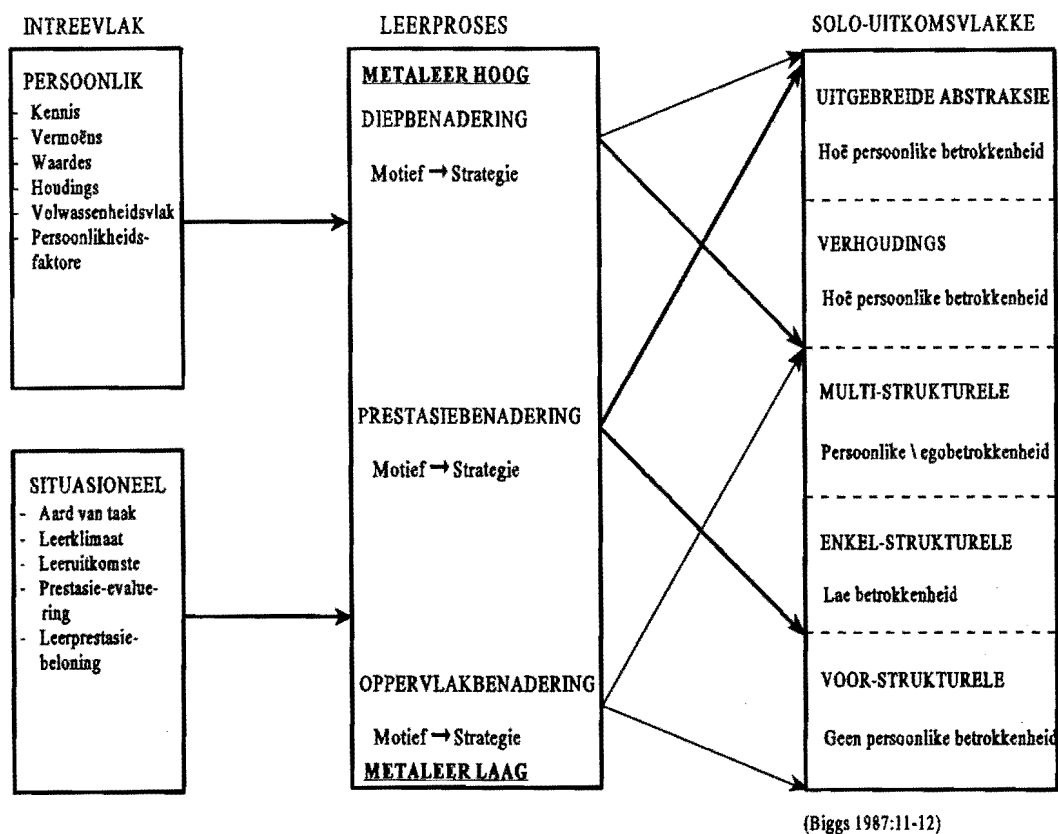 INTREEVLAK
PERSOONLIK
- Kennis
- Vermoëns
- Waardes
- Houdings
- Volwassenheidsvlak
- Persoonlikheids-
faktore
SITUASIONEEL
- Aard van taak
- Leerklimaat
- Leeruitkomste
- Prestasie-evalue-
ring
- Leerprestasie-
beloning
LEERPROSES
METALEER HOOG
DIEPBENADERING
Motief → Strategie
PRESTASIEBENADERING
Motief → Strategie
OPPERVLAKBENADERING
Motief → Strategie
METALEER LAAG
SOLO-UITKOMSVLAKKE
UITGEBREIDE ABSTRAKSIE
Hoë persoonlike betrokkenheid
VERHOUDINGS
Hoë persoonlike betrokkenheid
MULTI-STRUKTURELE
Persoonlike \ egobetrokkenheid
ENKEL-STRUKTURELE
Lae betrokkenheid
VOOR-STRUKTURELE
Geen persoonlike betrokkenheid
(Biggs 1987:11-12)